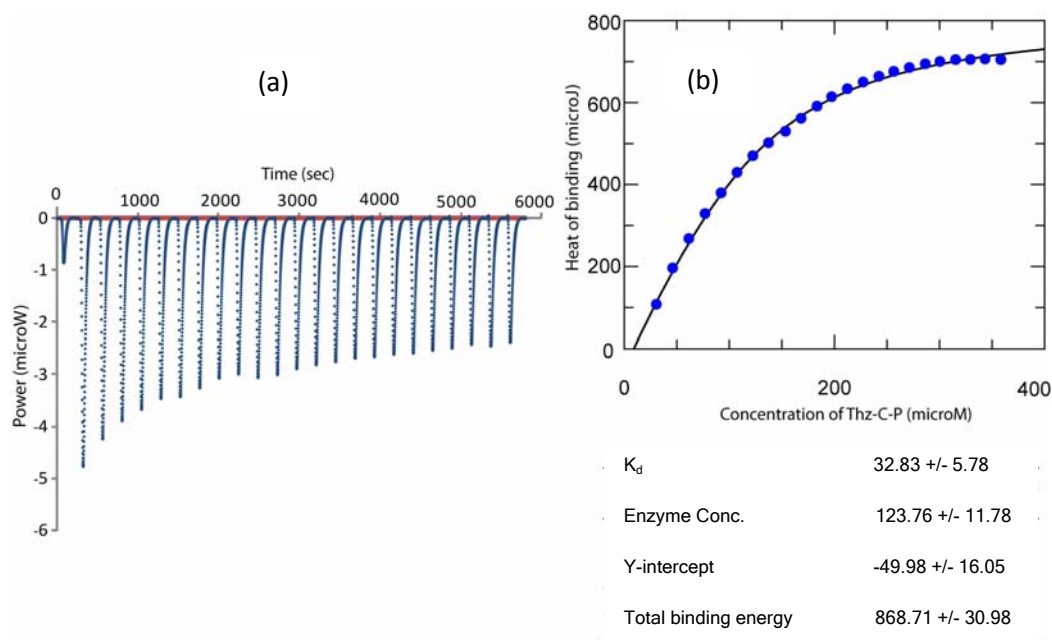 (a)
Time (sec)
0 1000 2000 3000 4000 5000 6000
0
-1
-2
-3
-4
-5
-6
Power (microW)
(b)
800
600
400
200
0
Heat of binding (microJ)
0 200 400
Concentration of Thz-C-P (microM)
Kd 32.83 +/- 5.78
Enzyme Conc. 123.76 +/- 11.78
Y-intercept -49.98 +/- 16.05
Total binding energy 868.71 +/- 30.98